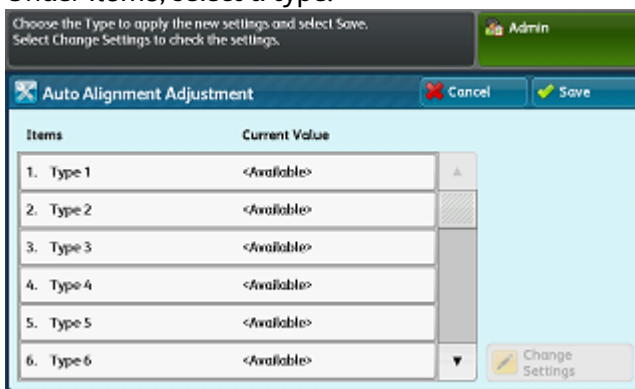 Under Items, select a type.
Choose the Type to apply the new settings and select Save.
Select Change Settings to check the settings.
Admin
Auto Alignment Adjustment
Cancel
Save
Items Current Value
1. Type 1 <Available>
2. Type 2 <Available>
3. Type 3 <Available>
4. Type 4 <Available>
5. Type 5 <Available>
6. Type 6 <Available>
Change
Settings